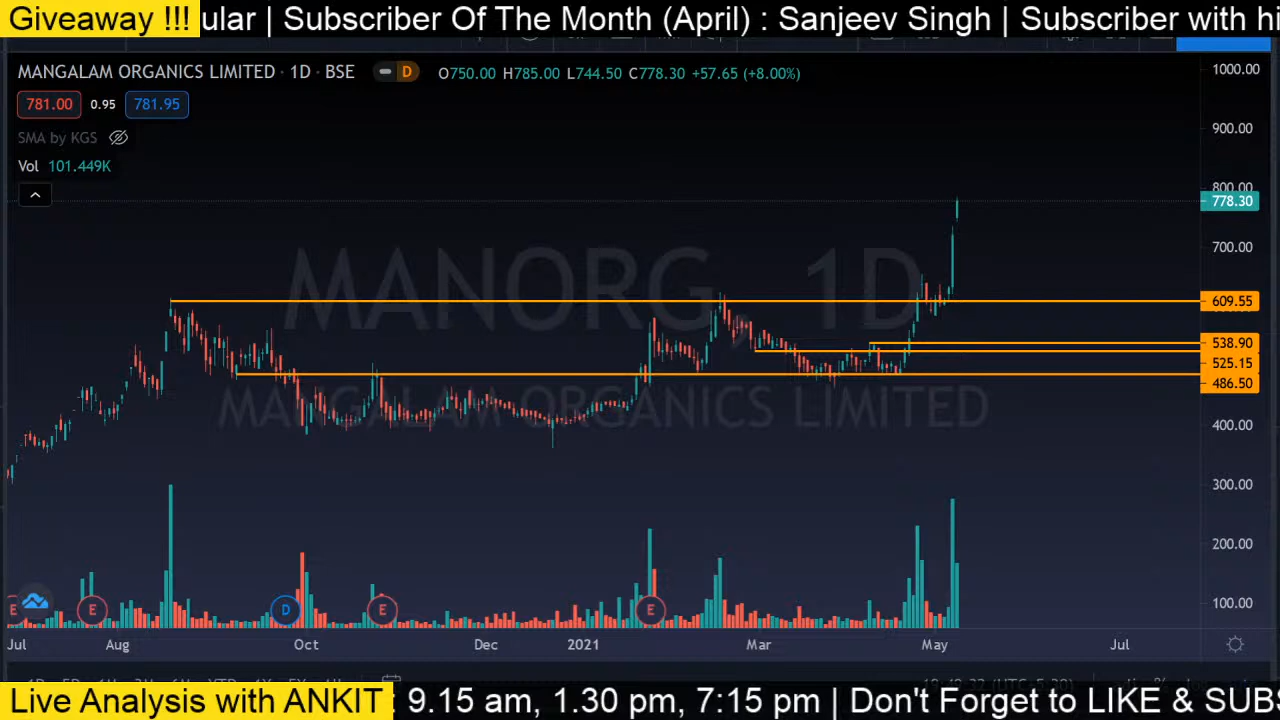 Giveaway !!! ular | Subscriber Of The Month (April) : Sanjeev Singh | Subscriber with hi
MANGALAM ORGANICS LIMITED · 1D · BSE D O750.00 H785.00 L744.50 C778.30 +57.65 (+8.00%)
781.00 0.95 781.95
SMA by KGS
Vol 101.449K
1000.00
900.00
800.00
778.30
700.00
609.55
538.90
525.15
486.50
400.00
300.00
200.00
100.00
MANORG, 1D
MANGALAM ORGANICS LIMITED
E E D E E
Jul Aug Oct Dec 2021 Mar May Jul
Live Analysis with ANKIT : 9.15 am, 1.30 pm, 7:15 pm | Don't Forget to LIKE & SUBS